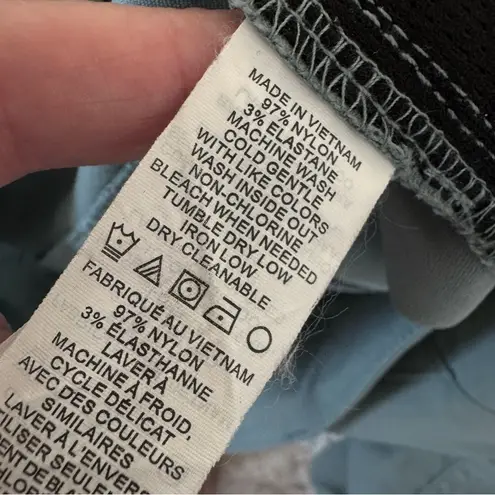 MADE IN VIETNAM
97% NYLON
3% ELASTANE
MACHINE WASH
COLD GENTLE
WITH LIKE COLORS
WASH INSIDE OUT
NON-CHLORINE
BLEACH WHEN NEEDED
TUMBLE DRY LOW
IRON LOW
DRY CLEANABLE
FABRIQUÉ AU VIETNAM
97% NYLON
3% ÉLASTHANNE
LAVER À
MACHINE À FROID,
CYCLE DÉLICAT
AVEC DES COULEURS
SIMILAIRES
LAVER À L'ENVERS